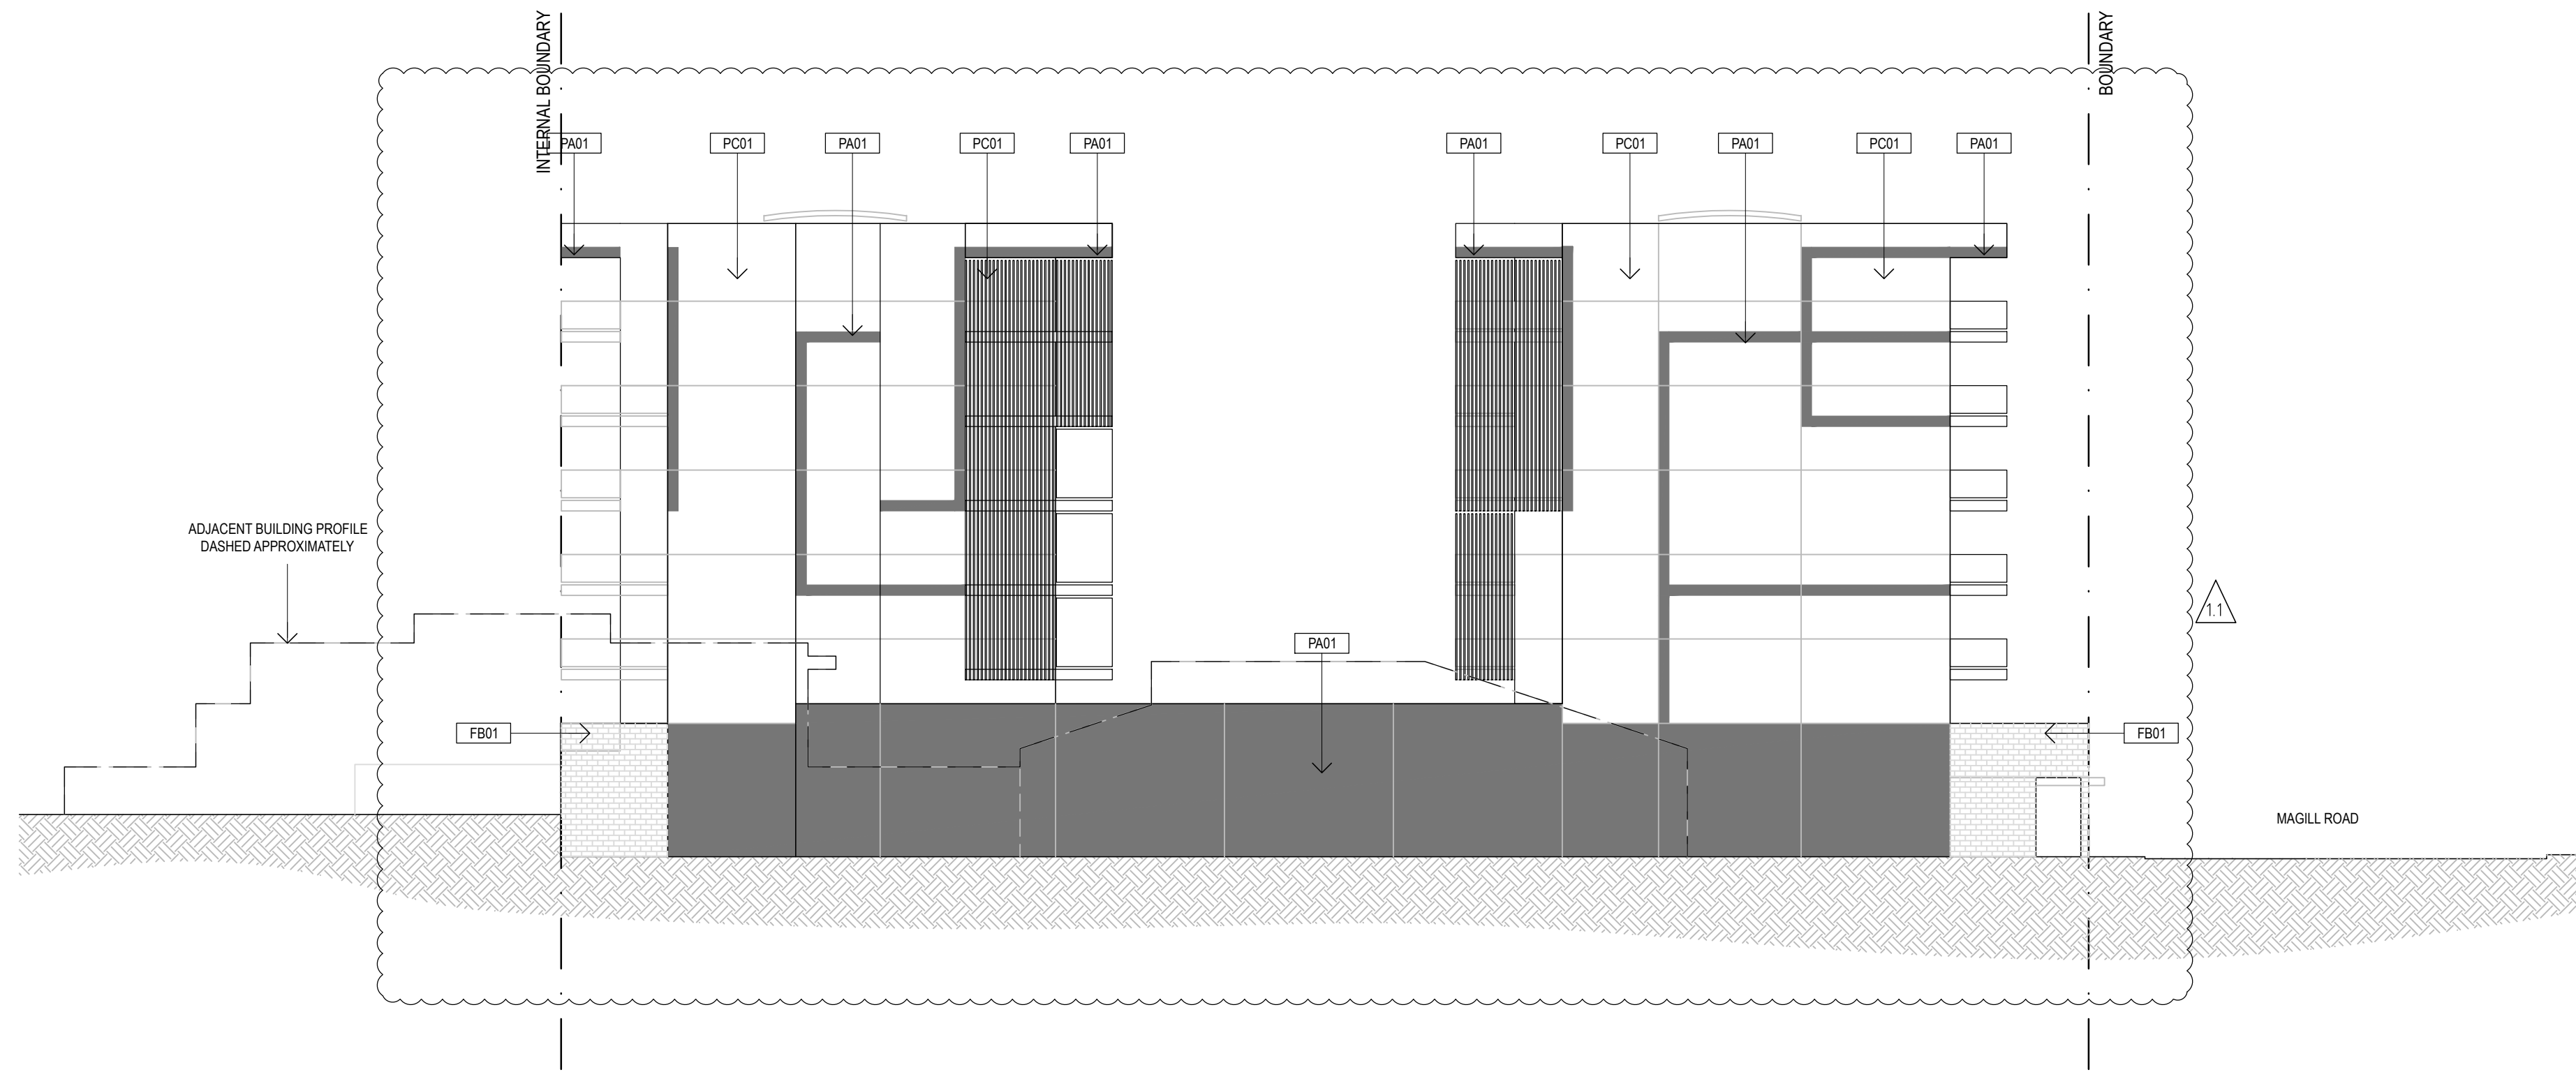 INTERNAL BOUNDARY
BOUNDARY
PA01
PC01
PA01
PC01
PA01
PA01
PC01
PA01
PC01
PA01
ADJACENT BUILDING PROFILE
DASHED APPROXIMATELY
1.1
PA01
FB01
FB01
MAGILL ROAD